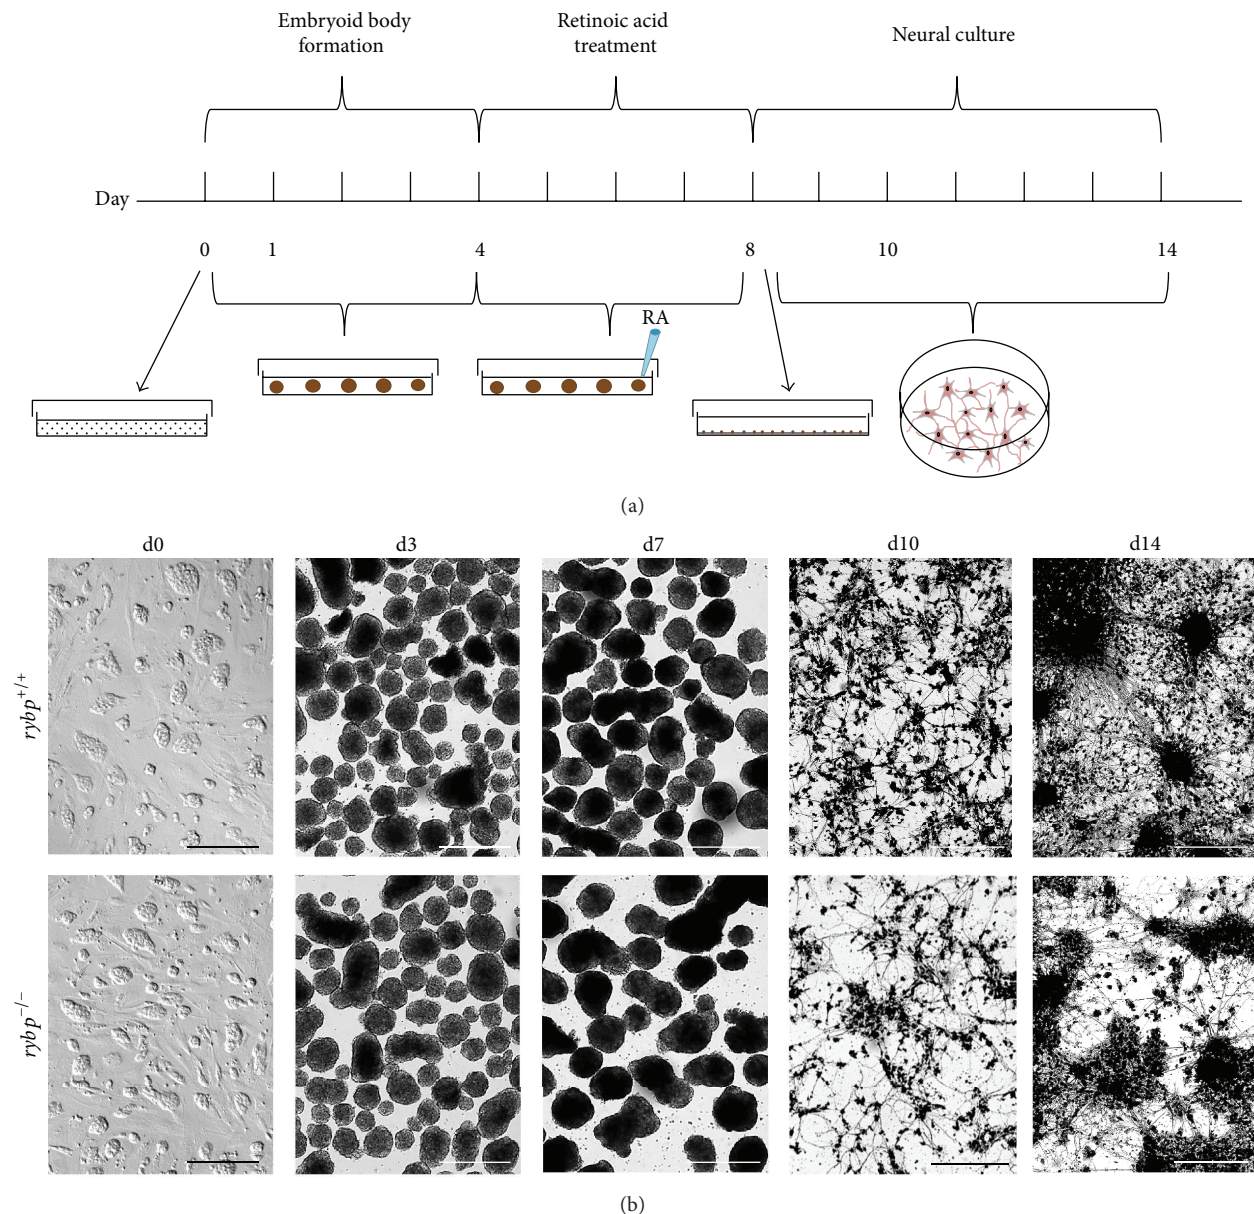 Embryoid body
formation
Retinoic acid
treatment
Neural culture
Day
0
1
4
8
10
14
RA
(a)
d0
d3
d7
d10
d14
rybp+/+
rybp−/−
(b)